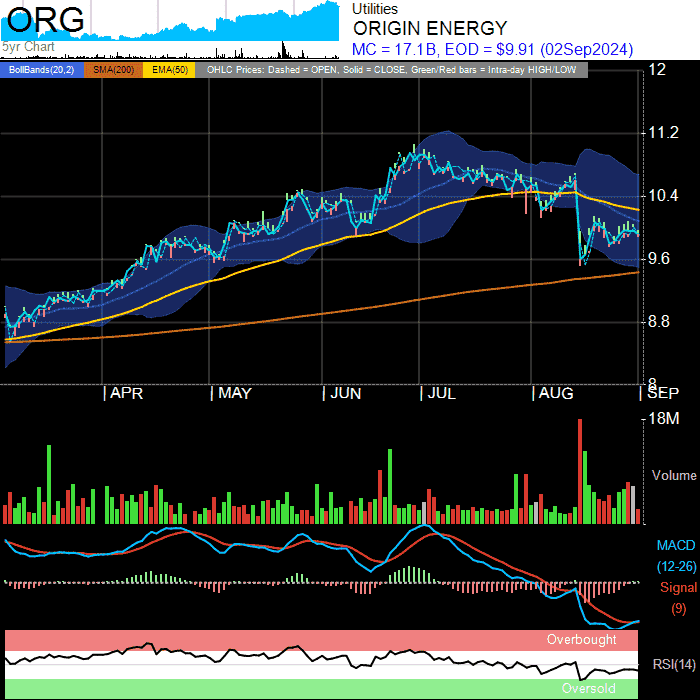 ORG
5yr Chart
Utilities
ORIGIN ENERGY
MC = 17.1B, EOD = $9.91 (02Sep2024)
BollBands(20,2) SMA(200) EMA(50) OHLC Prices: Dashed = OPEN, Solid = CLOSE, Green/Red bars = Intra-day HIGH/LOW
12
11.2
10.4
9.6
8.8
8
APR MAY JUN JUL AUG SEP
18M
Volume
MACD
(12-26)
Signal
(9)
Overbought
RSI(14)
Oversold